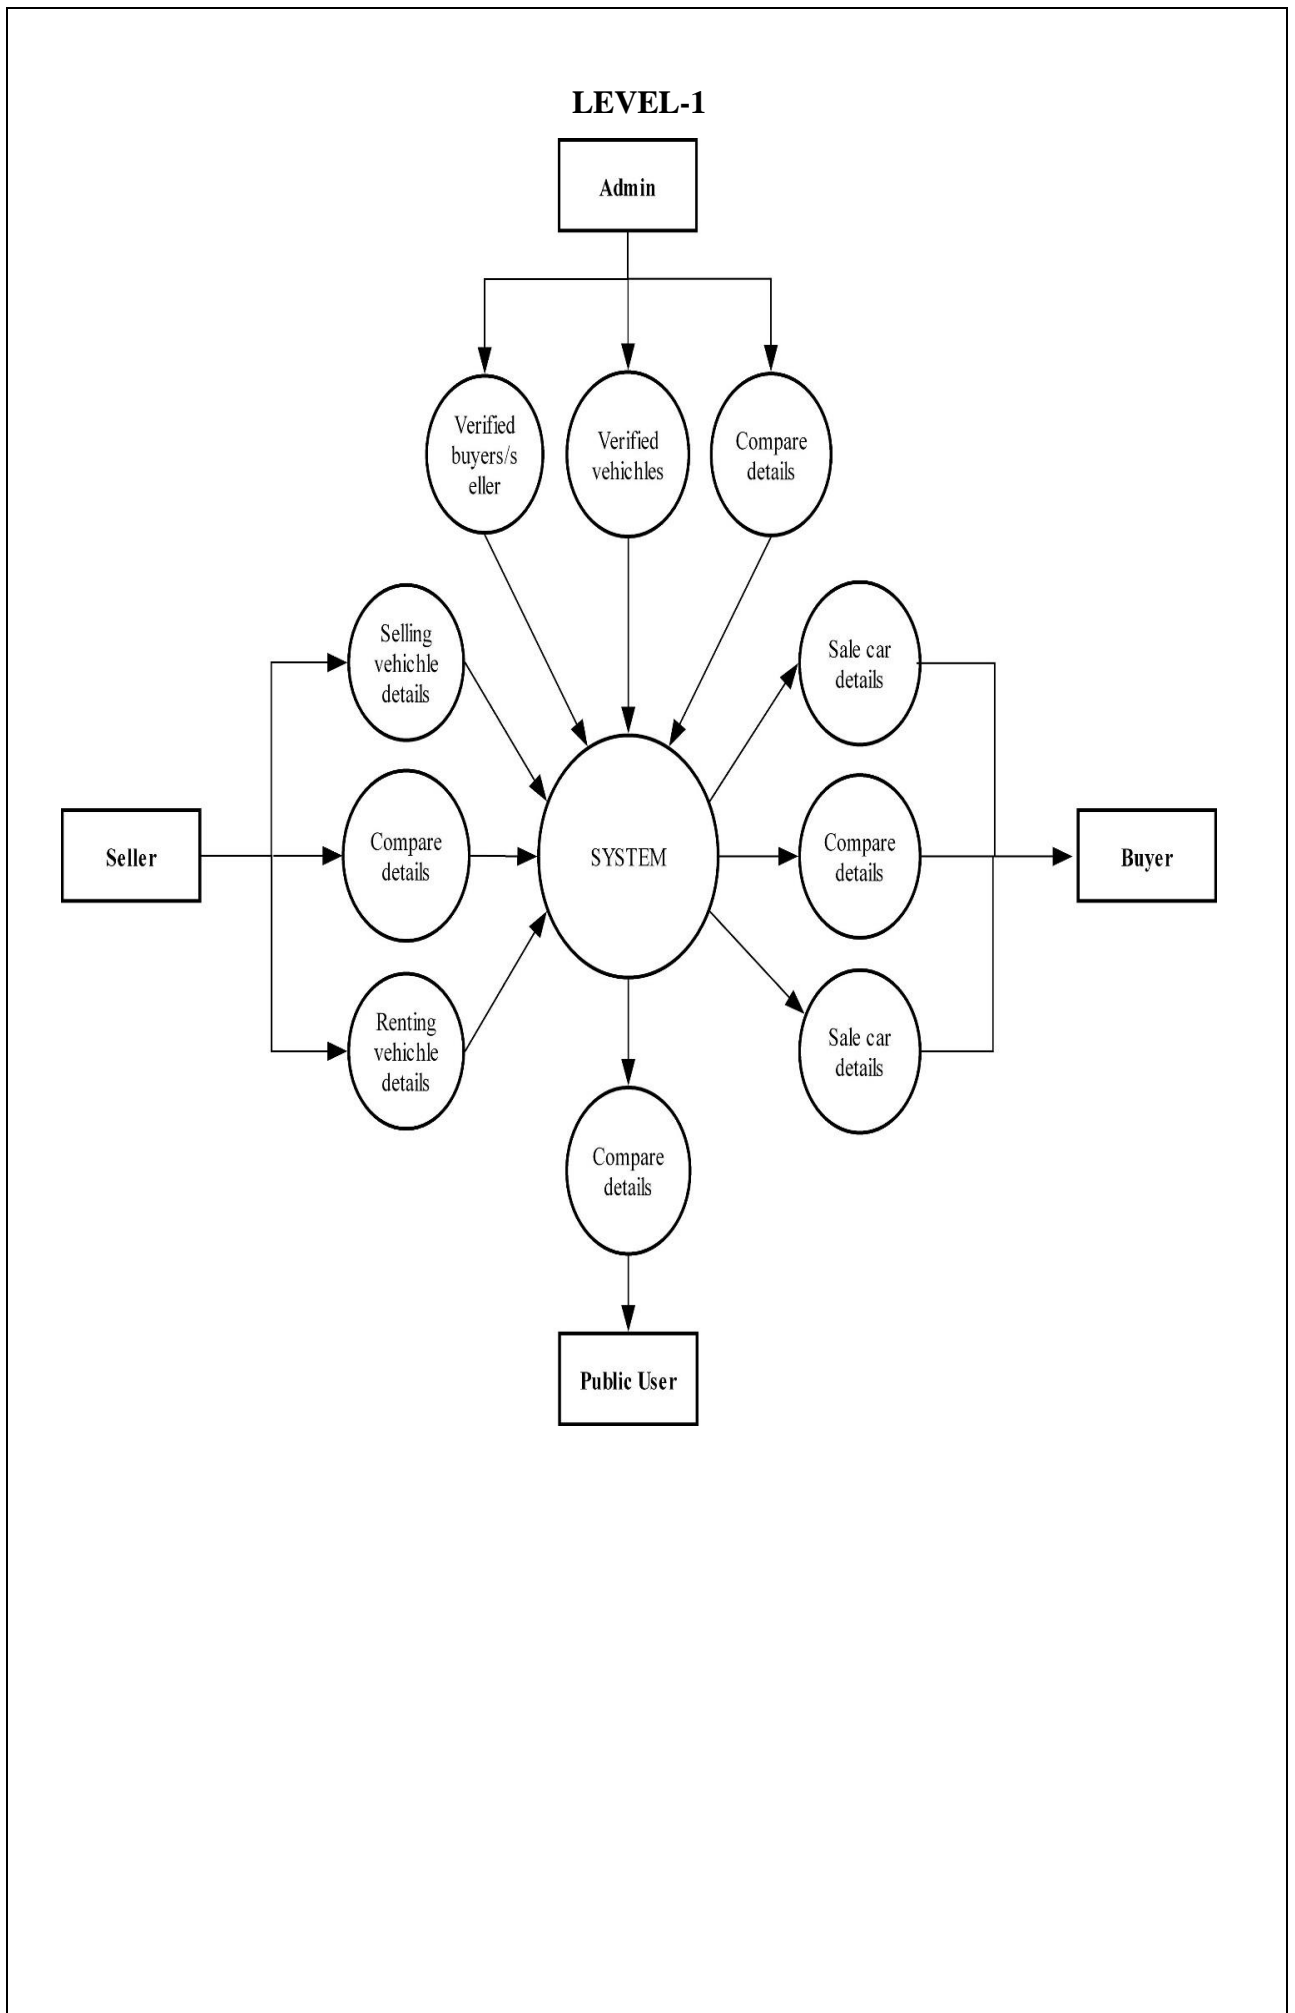 LEVEL-1
Admin
Verified
buyers/s
eller
Verified
vehichles
Compare
details
Selling
vehichle
details
Sale car
details
Seller
Compare
details
SYSTEM
Compare
details
Buyer
Renting
vehichle
details
Sale car
details
Compare
details
Public User